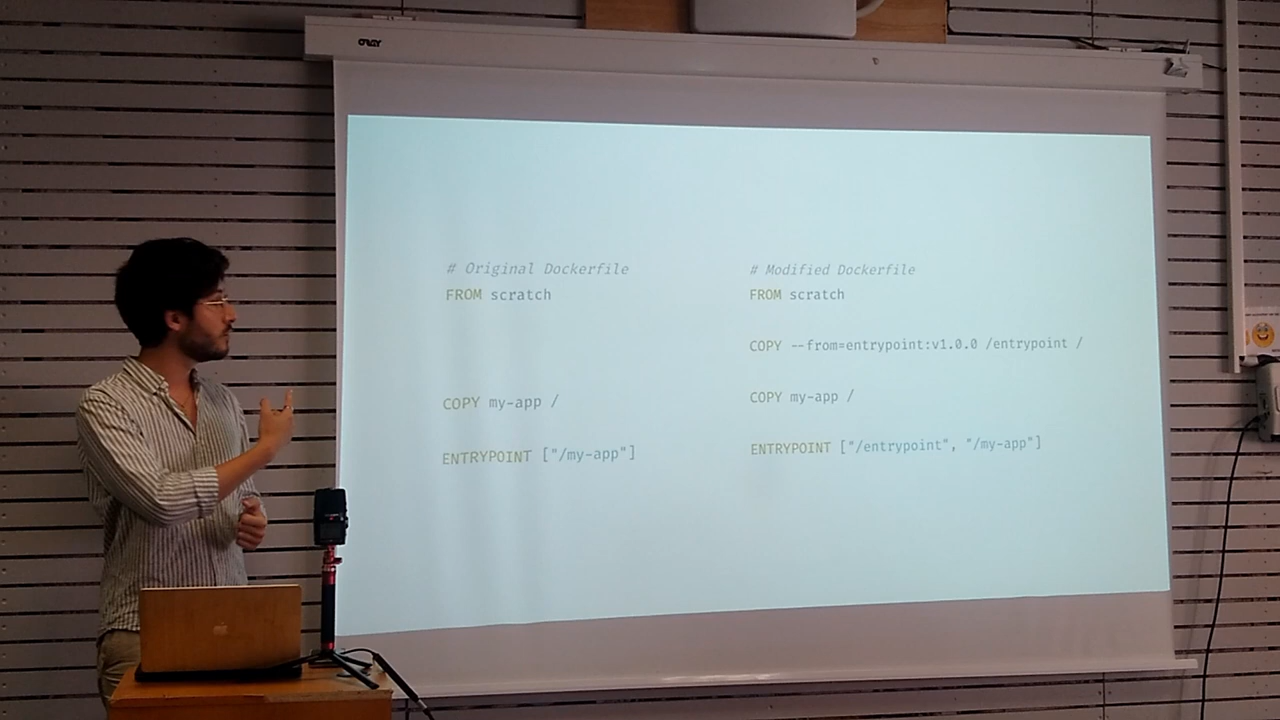 # Original Dockerfile
FROM scratch
COPY my-app /
ENTRYPOINT ["/my-app"]
# Modified Dockerfile
FROM scratch
COPY --from=entrypoint:v1.0.0 /entrypoint /
COPY my-app /
ENTRYPOINT ["/entrypoint", "/my-app"]